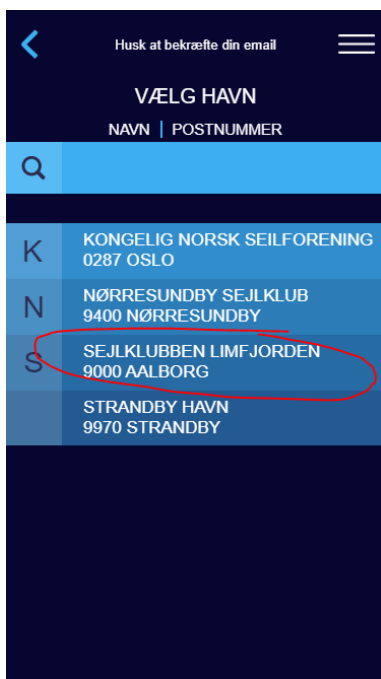 Husk at bekræfte din email
VÆLG HAVN
NAVN | POSTNUMMER
K
KONGELIG NORSK SEILFORENING
0287 OSLO
N
NØRRESUNDBY SEJLKLUB
9400 NØRRESUNDBY
S
SEJLKLUBBEN LIMFJORDEN
9000 AALBORG
STRANDBY HAVN
9970 STRANDBY